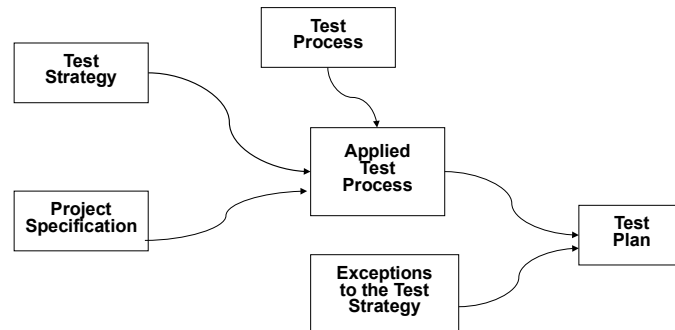 Test
Process
Test
Strategy
Applied
Test
Process
Project
Specification
Test
Plan
Exceptions
to the Test
Strategy